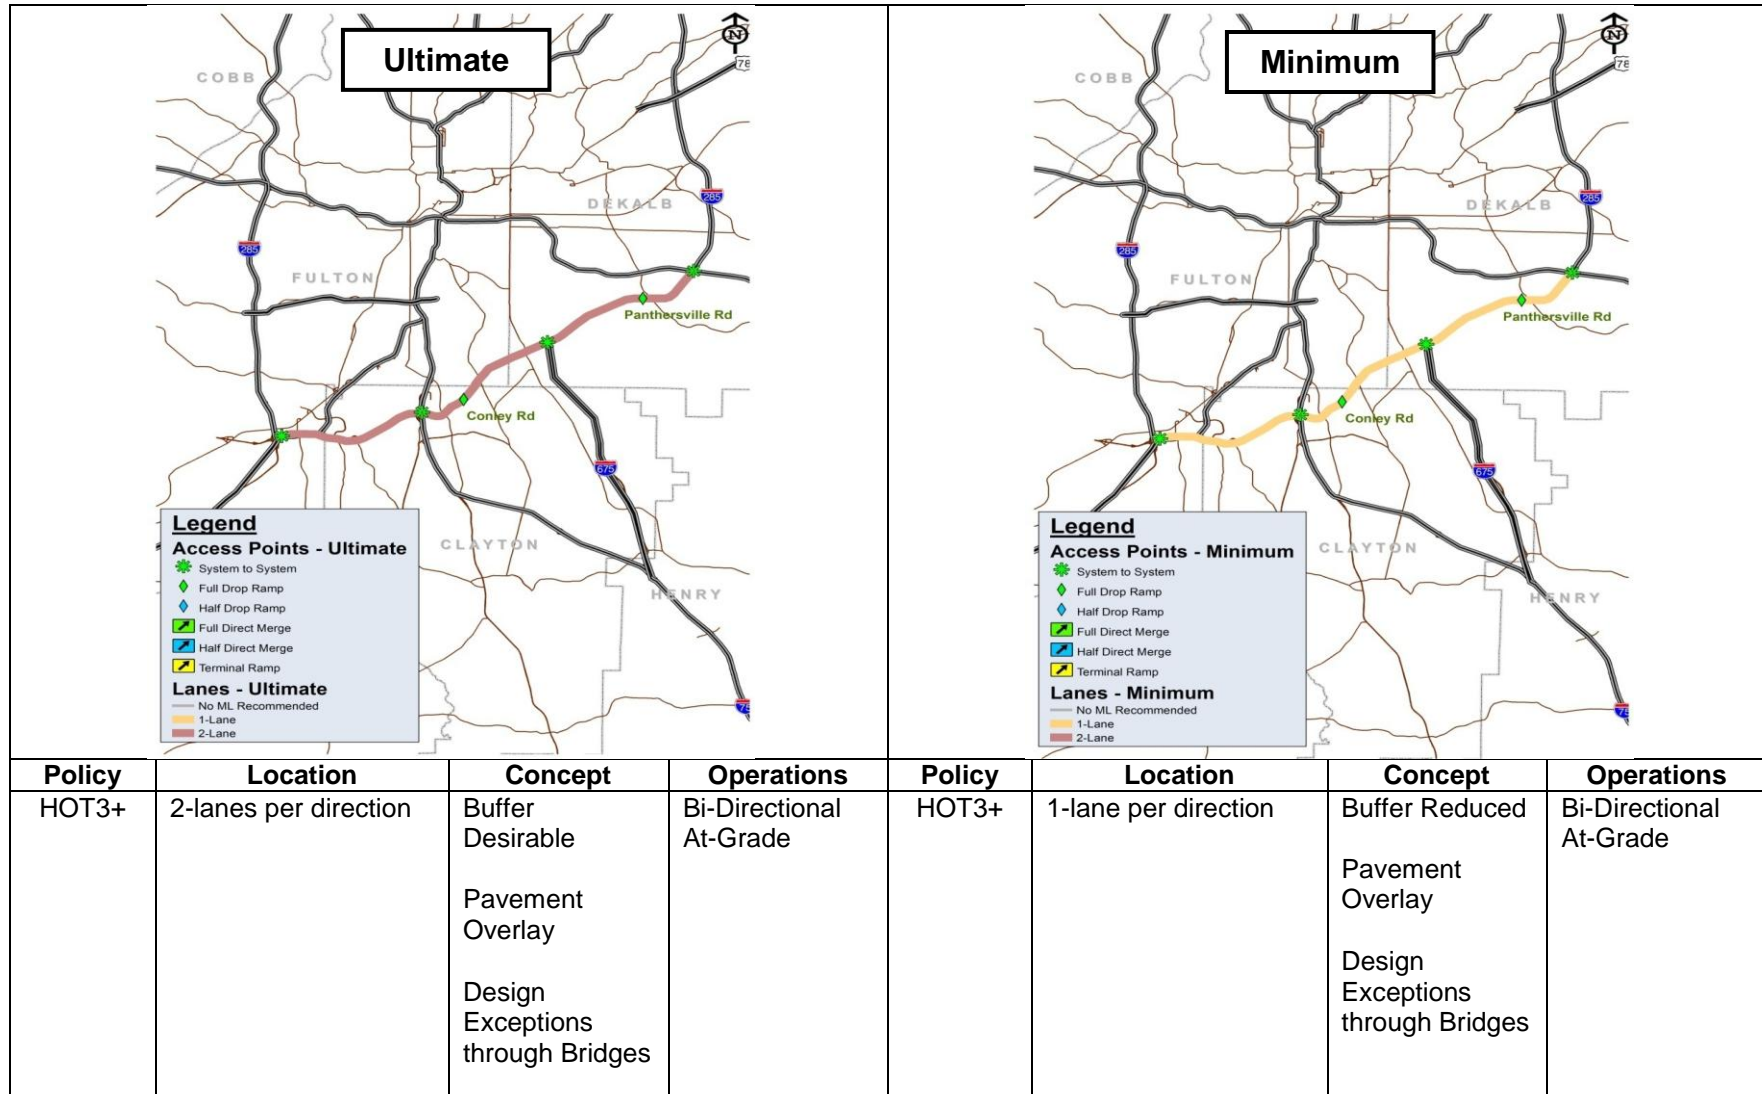 Ultimate
N
78
COBB
285
DEKALB
285
FULTON
Panthersville Rd
Conley Rd
675
CLAYTON
HENRY
75
Legend
Access Points - Ultimate
System to System
Full Drop Ramp
Half Drop Ramp
Full Direct Merge
Half Direct Merge
Terminal Ramp
Lanes - Ultimate
No ML Recommended
1-Lane
2-Lane
Minimum
N
78
COBB
285
DEKALB
285
FULTON
Panthersville Rd
Conley Rd
675
CLAYTON
HENRY
75
Legend
Access Points - Minimum
System to System
Full Drop Ramp
Half Drop Ramp
Full Direct Merge
Half Direct Merge
Terminal Ramp
Lanes - Minimum
No ML Recommended
1-Lane
2-Lane
Policy Location Concept Operations Policy Location Concept Operations
HOT3+
2-lanes per direction
Buffer
Desirable
Pavement
Overlay
Design
Exceptions
through Bridges
Bi-Directional
At-Grade
HOT3+
1-lane per direction
Buffer Reduced
Pavement
Overlay
Design
Exceptions
through Bridges
Bi-Directional
At-Grade